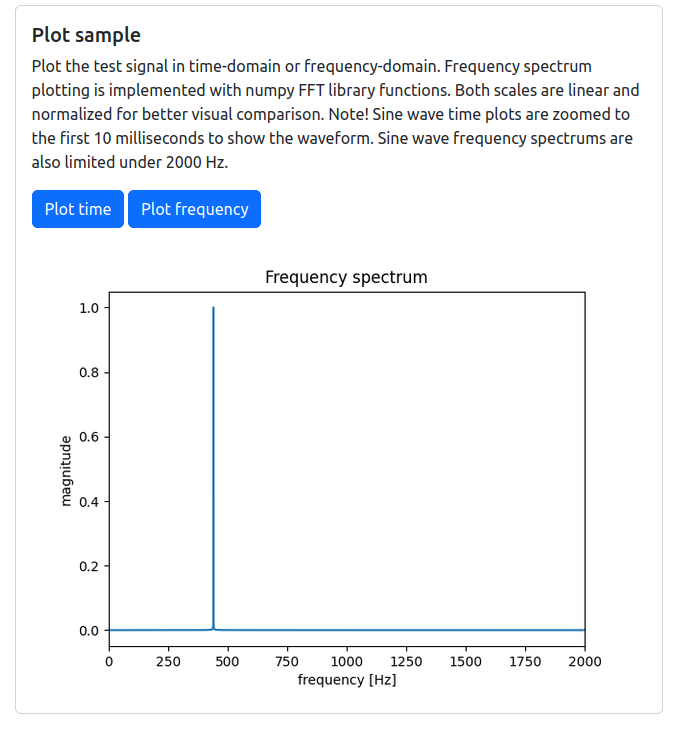 Plot sample
Plot the test signal in time-domain or frequency-domain. Frequency spectrum
plotting is implemented with numpy FFT library functions. Both scales are linear and
normalized for better visual comparison. Note! Sine wave time plots are zoomed to
the first 10 milliseconds to show the waveform. Sine wave frequency spectrums are
also limited under 2000 Hz.
Plot time Plot frequency
Frequency spectrum
1.0
0.8
0.6
0.4
0.2
0.0
magnitude
0 250 500 750 1000 1250 1500 1750 2000
frequency [Hz]